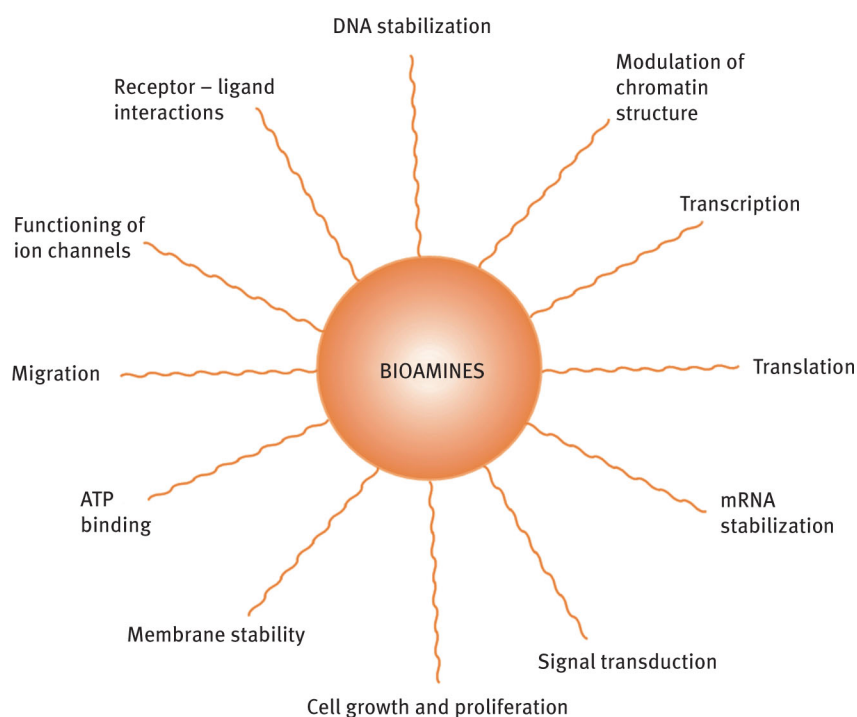 DNA stabilization
Modulation of
chromatin
structure
Receptor – ligand
interactions
Transcription
Functioning of
ion channels
Migration
BIOAMINES
Translation
ATP
binding
mRNA
stabilization
Membrane stability
Signal transduction
Cell growth and proliferation